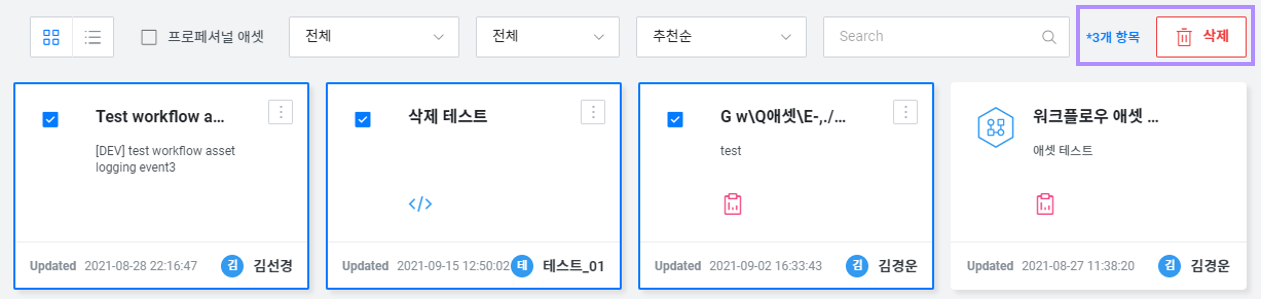 프로페셔널 애셋
전체
전체
추천순
Search
*3개 항목
삭제
Test workflow a...
[DEV] test workflow asset
logging event3
Updated 2021-08-28 22:16:47
김 김선경
삭제 테스트
Updated 2021-09-15 12:50:02
테 테스트_01
G w\Q애셋\E-,./...
test
Updated 2021-09-02 16:33:43
김 김경운
워크플로우 애셋 ...
애셋 테스트
Updated 2021-08-27 11:38:20
김 김경운